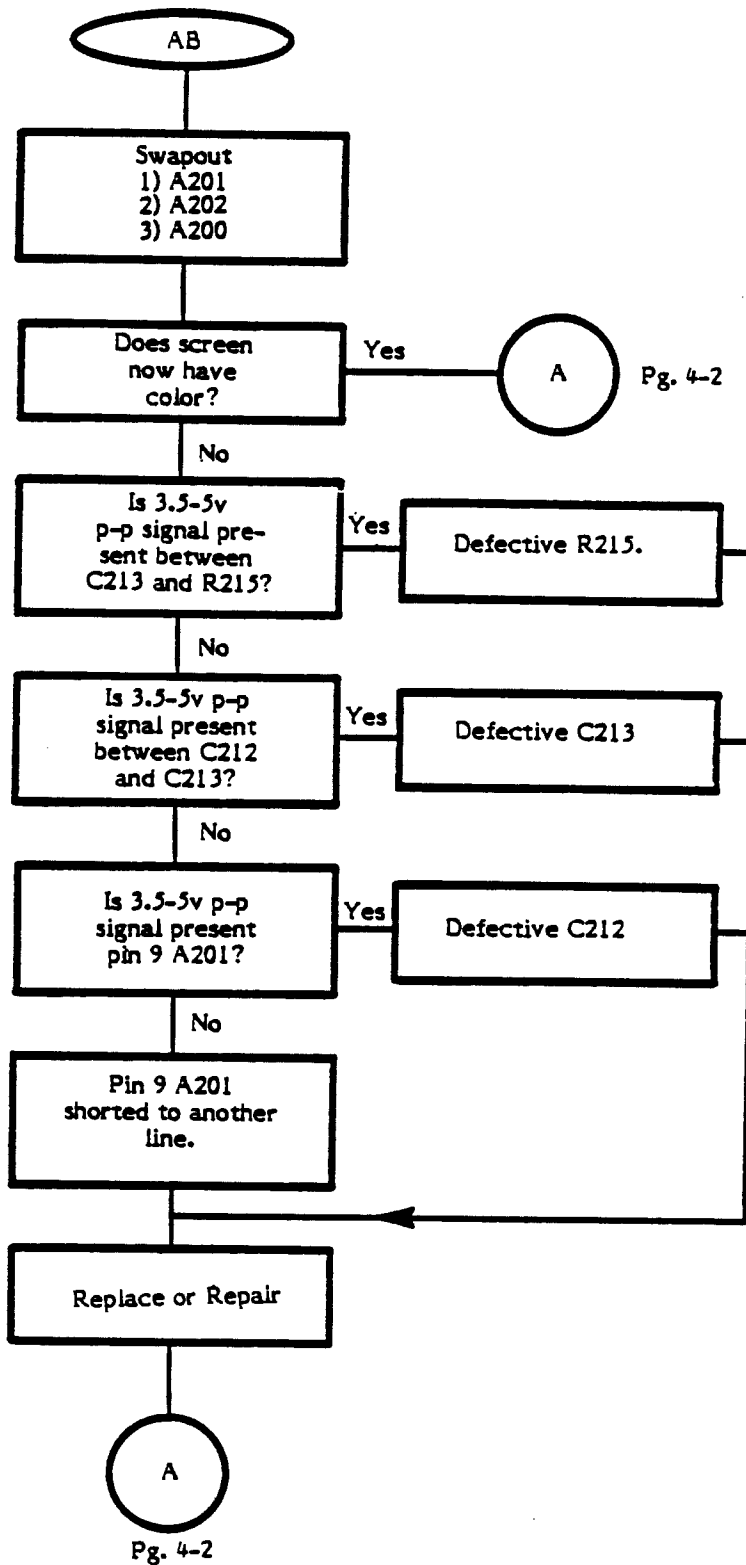 AB
Swapout
1) A201
2) A202
3) A200
Does screen
now have
color?
Yes
A
Pg. 4-2
No
Is 3.5-5v
p-p signal pre-
sent between
C213 and R215?
Yes
Defective R215.
No
Is 3.5-5v p-p
signal present
between C212
and C213?
Yes
Defective C213
No
Is 3.5-5v p-p
signal present
pin 9 A201?
Yes
Defective C212
No
Pin 9 A201
shorted to another
line.
Replace or Repair
A
Pg. 4-2